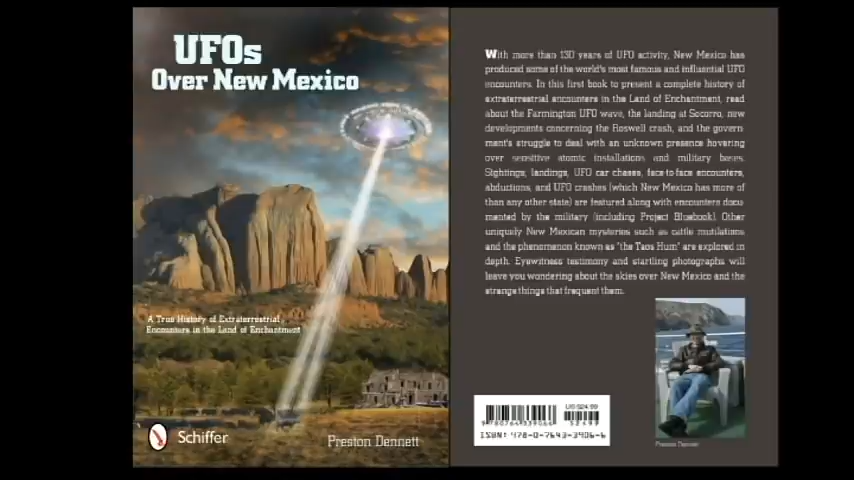 UFOs
Over New Mexico
A True History of Extraterrestrial
Encounters in the Land of Enchantment
Schiffer
Preston Dennett
With more than 130 years of UFO activity, New Mexico has
produced some of the world's most famous and influential UFO
encounters. In this first book to present a complete history of
extraterrestrial encounters in the Land of Enchantment, read
about the Farmington UFO wave, the landing at Socorro, new
developments concerning the Roswell crash, and the govern-
ment's struggle to deal with an unknown presence hovering
over sensitive atomic installations and military bases.
Sightings, landings, UFO car chases, face-to-face encounters,
abductions, and UFO crashes (which New Mexico has more of
than any other state) are featured along with encounters docu-
mented by the military (including Project Bluebook). Other
uniquely New Mexican mysteries such as cattle mutilations
and the phenomenon known as "the Taos Hum" are explored in
depth. Eyewitness testimony and startling photographs will
leave you wondering about the skies over New Mexico and the
strange things that frequent them.
US $24.99
9 780764 339066
52499
ISBN: 978-0-7643-3906-6
Preston Dennett